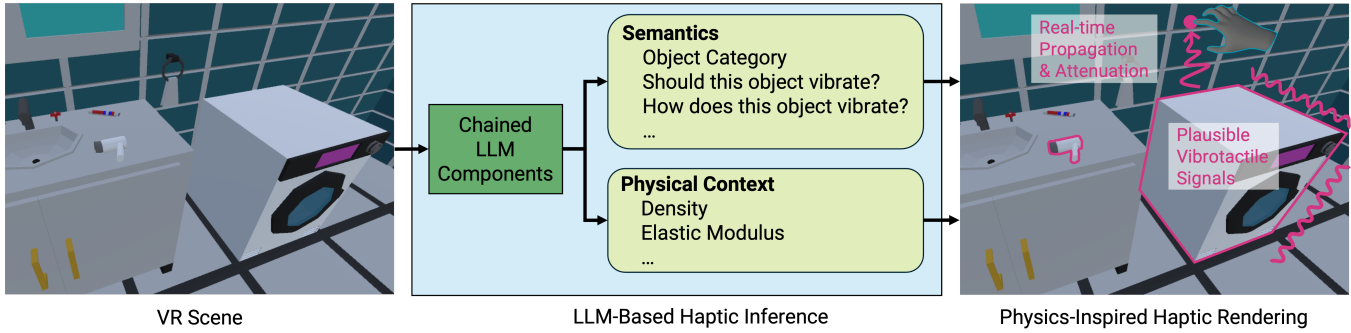 Chained
LLM
Components
Semantics
Object Category
Should this object vibrate?
How does this object vibrate?
...
Physical Context
Density
Elastic Modulus
...
Real-time
Propagation
& Attenuation
Plausible
Vibrotactile
Signals
VR Scene
LLM-Based Haptic Inference
Physics-Inspired Haptic Rendering